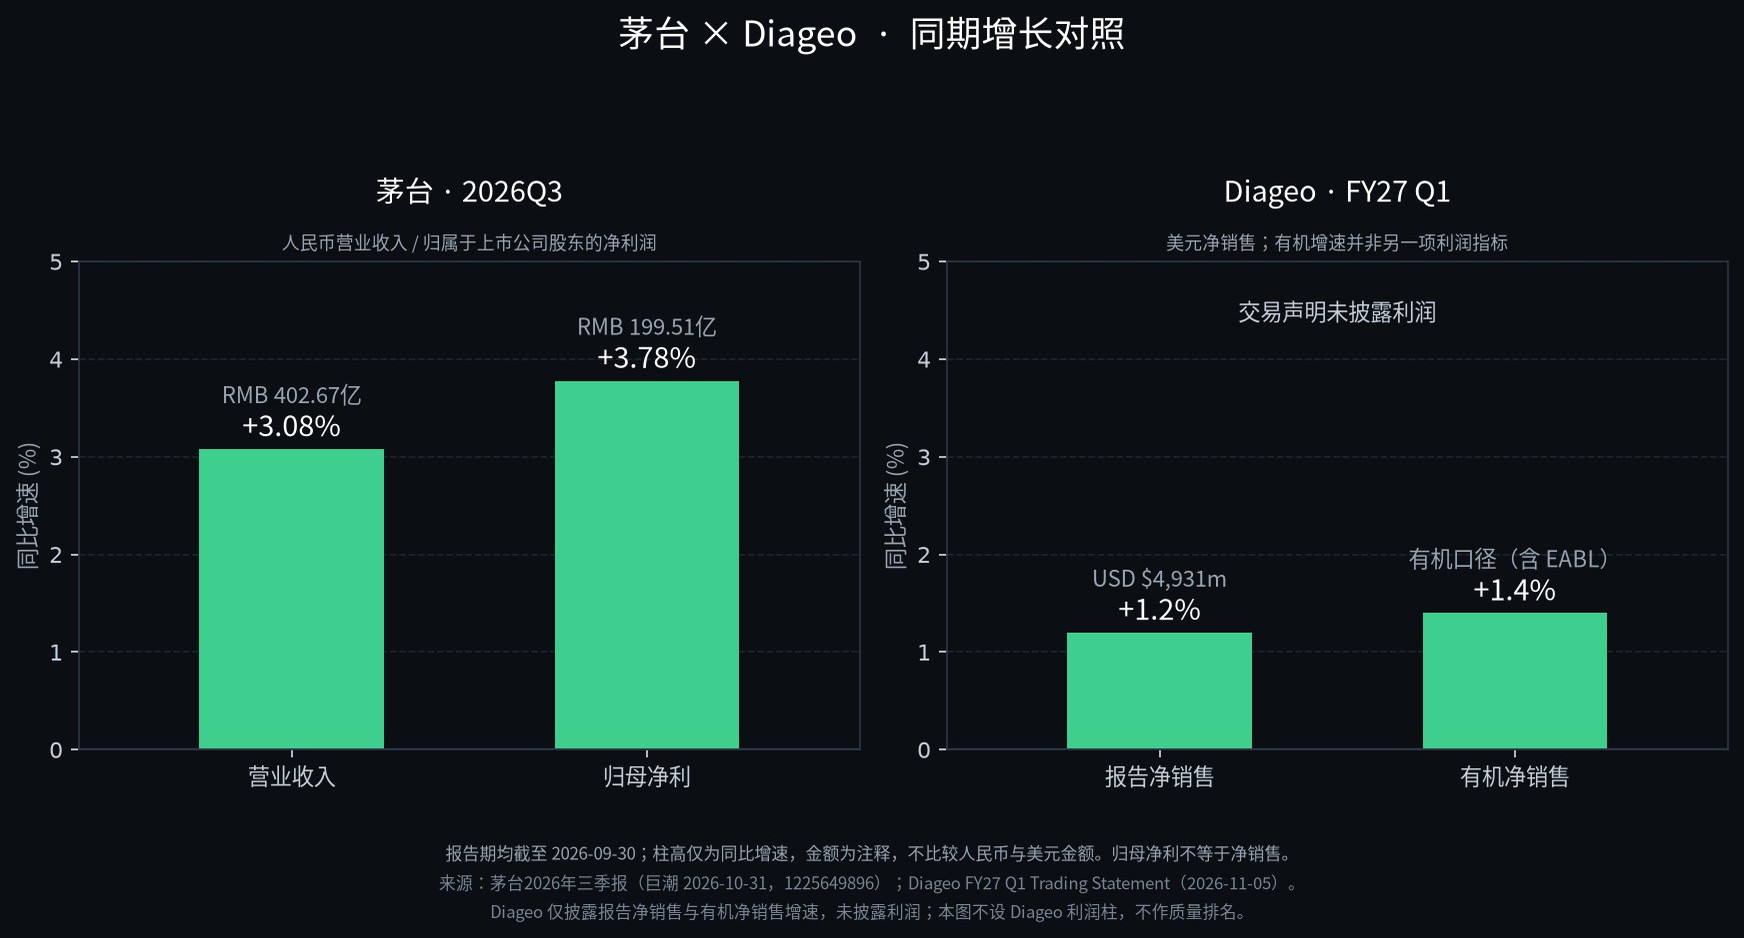 茅台 × Diageo · 同期增长对照
茅台 · 2026Q3
人民币营业收入 / 归属于上市公司股东的净利润
同比增速 (%)
5
4
3
2
1
0
RMB 402.67亿
+3.08%
RMB 199.51亿
+3.78%
营业收入
归母净利
Diageo · FY27 Q1
美元净销售；有机增速并非另一项利润指标
同比增速 (%)
5
4
3
2
1
0
交易声明未披露利润
USD $4,931m
+1.2%
有机口径（含 EABL）
+1.4%
报告净销售
有机净销售
报告期均截至 2026-09-30；柱高仅为同比增速，金额为注释，不比较人民币与美元金额。归母净利不等于净销售。
来源：茅台2026年三季报（巨潮 2026-10-31，1225649896）；Diageo FY27 Q1 Trading Statement（2026-11-05）。
Diageo 仅披露报告净销售与有机净销售增速，未披露利润；本图不设 Diageo 利润柱，不作质量排名。